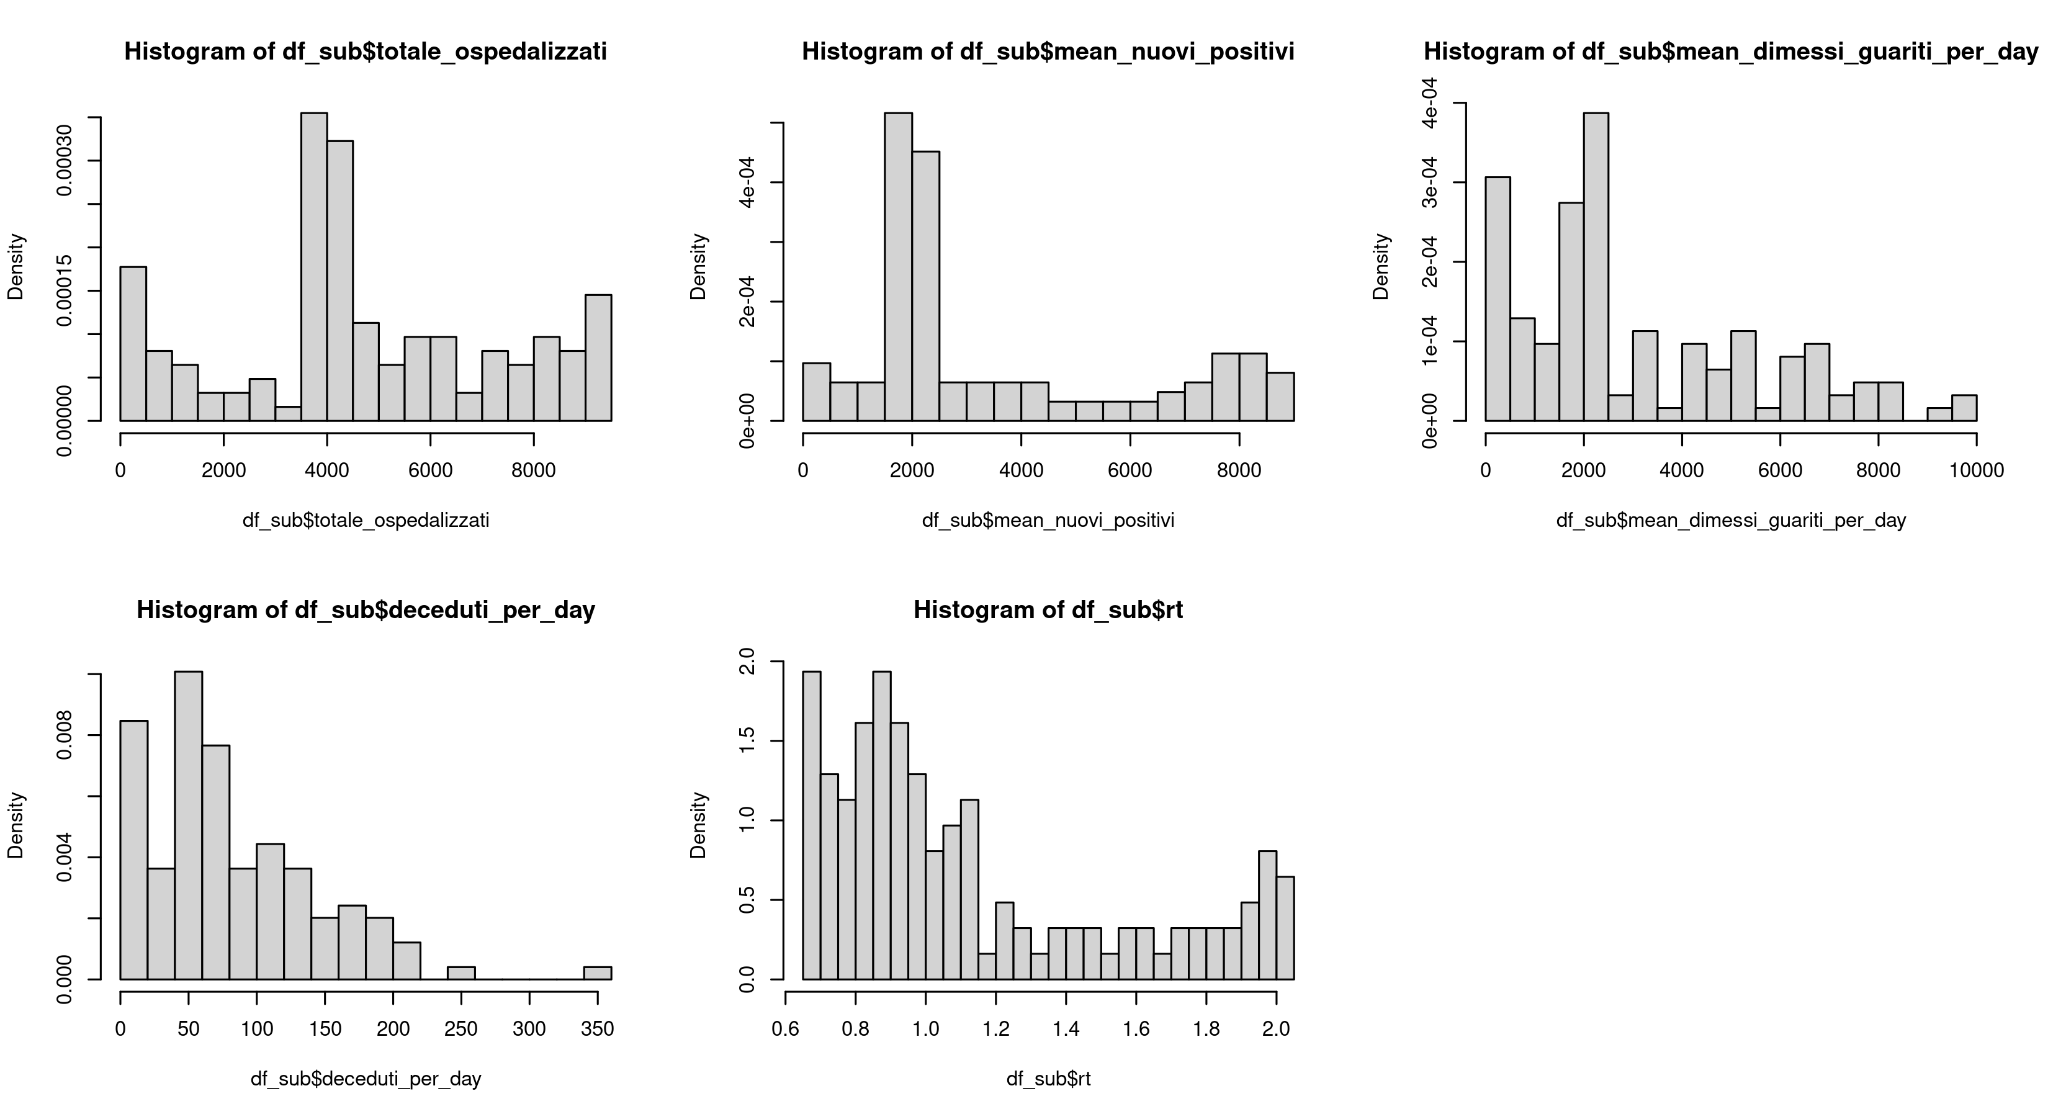 Histogram of df_sub$totale_ospedalizzati
Density
0.00000 0.00015 0.00030
0 2000 4000 6000 8000
df_sub$totale_ospedalizzati
Histogram of df_sub$mean_nuovi_positivi
Density
0e+00 2e-04 4e-04
0 2000 4000 6000 8000
df_sub$mean_nuovi_positivi
Histogram of df_sub$mean_dimessi_guariti_per_day
Density
0e+00 1e-04 2e-04 3e-04 4e-04
0 2000 4000 6000 8000 10000
df_sub$mean_dimessi_guariti_per_day
Histogram of df_sub$deceduti_per_day
Density
0.000 0.004 0.008
0 50 100 150 200 250 300 350
df_sub$deceduti_per_day
Histogram of df_sub$rt
Density
0.0 0.5 1.0 1.5 2.0
0.6 0.8 1.0 1.2 1.4 1.6 1.8 2.0
df_sub$rt